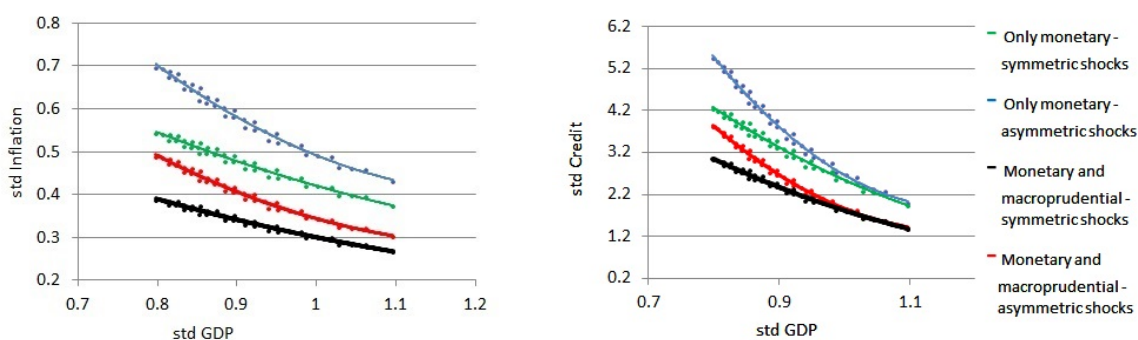 0.8
0.7
0.6
0.5
0.4
0.3
0.2
std Inflation
0.7 0.8 0.9 1 1.1 1.2
std GDP
6.2
5.2
4.2
3.2
2.2
1.2
0.2
std Credit
0.7 0.9 1.1
std GDP
Only monetary -
symmetric shocks
Only monetary -
asymmetric shocks
Monetary and
macroprudential -
symmetric shocks
Monetary and
macroprudential -
asymmetric shocks